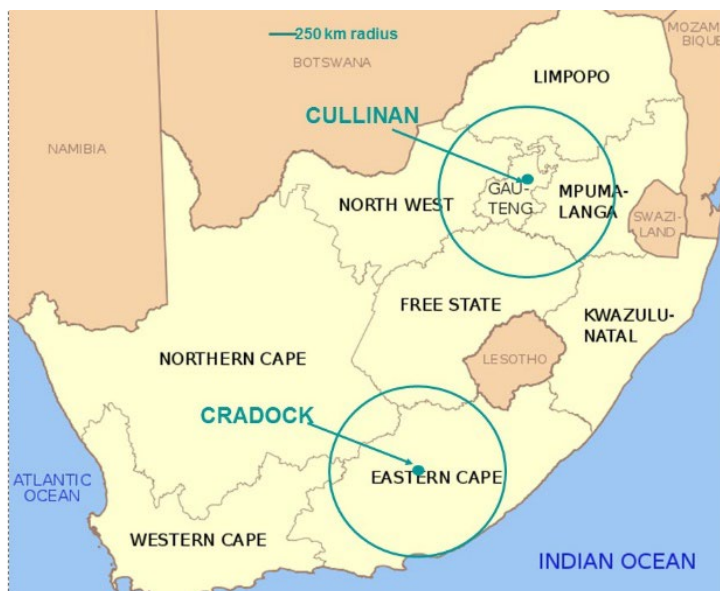 250 km radius
MOZAM
BIQUE
BOTSWANA
LIMPOPO
CULLINAN
NAMIBIA
GAU-
TENG
MPUMA-
LANGA
NORTH WEST
SWAZI-
LAND
FREE STATE
KWAZULU-
NATAL
NORTHERN CAPE
LESOTHO
CRADOCK
EASTERN CAPE
ATLANTIC
OCEAN
WESTERN CAPE
INDIAN OCEAN